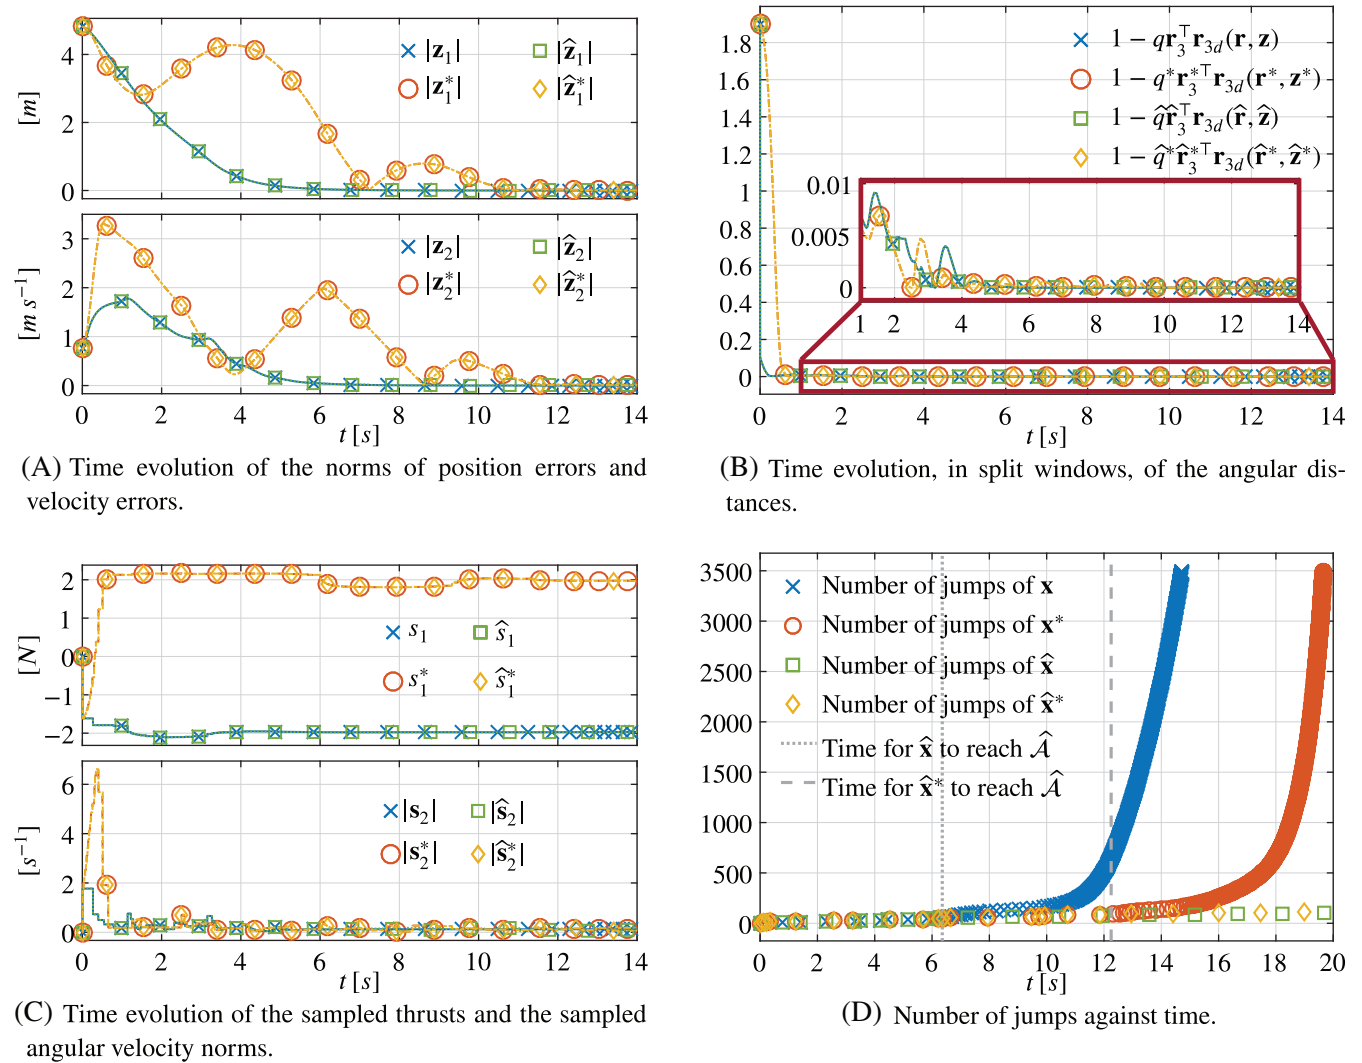 4
2
0
[m]
|z₁|
|ẑ₁|
|z₁*|
|ẑ₁*|
3
2
1
0
[m s⁻¹]
|z₂|
|ẑ₂|
|z₂*|
|ẑ₂*|
0 2 4 6 8 10 12 14
t [s]
(A) Time evolution of the norms of position errors and
velocity errors.
1.8
1.6
1.4
1.2
1
0.8
0.6
0.4
0.2
0
1 − qr₃ᵀr₃d(r, z)
1 − q*r₃*ᵀr₃d(r*, z*)
1 − q̂r̂₃ᵀr₃d(r̂, ẑ)
1 − q̂*r̂₃*ᵀr₃d(r̂*, ẑ*)
0.01
0.005
0
1 2 4 6 8 10 12 14
0 2 4 6 8 10 12 14
t [s]
(B) Time evolution, in split windows, of the angular dis-
tances.
2
0
−1
−2
[N]
s₁
ŝ₁
s₁*
ŝ₁*
6
4
2
0
[s⁻¹]
|s₂|
|ŝ₂|
|s₂*|
|ŝ₂*|
0 2 4 6 8 10 12 14
t [s]
(C) Time evolution of the sampled thrusts and the sampled
angular velocity norms.
3500
3000
2500
2000
1500
1000
500
0
Number of jumps of x
Number of jumps of x*
Number of jumps of x̂
Number of jumps of x̂*
Time for x̂ to reach 𝒜̂
Time for x̂* to reach 𝒜̂
0 2 4 6 8 10 12 14 16 18 20
t [s]
(D) Number of jumps against time.